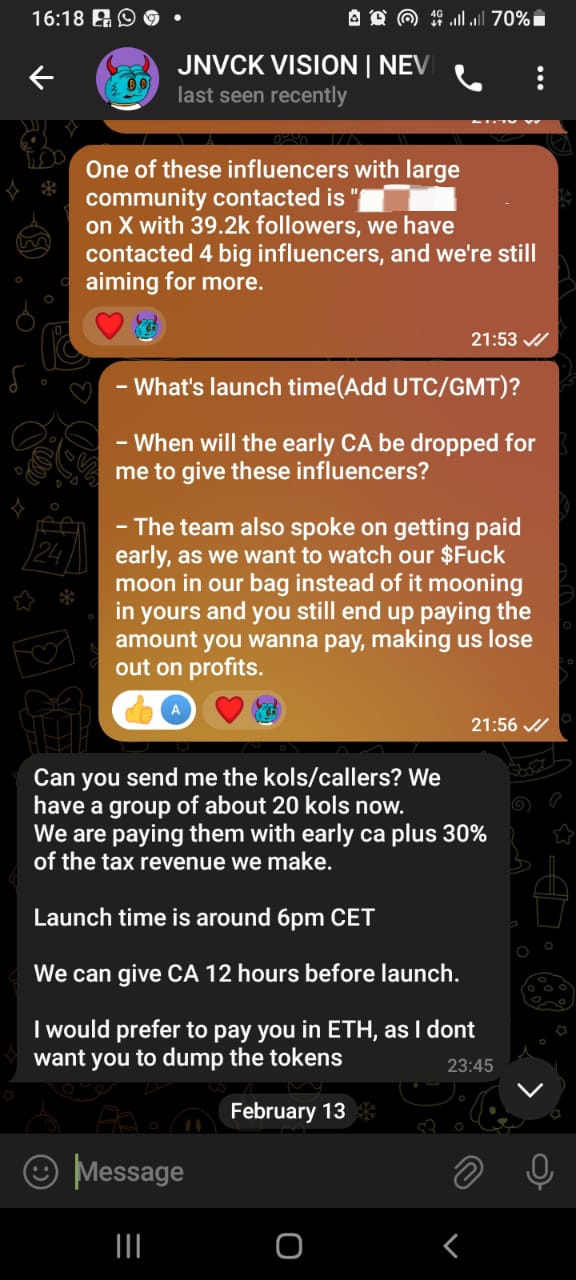 16:18
4G
70%
JNVCK VISION | NEV
last seen recently
One of these influencers with large
community contacted is "
on X with 39.2k followers, we have
contacted 4 big influencers, and we're still
aiming for more.
21:53
– What's launch time(Add UTC/GMT)?
– When will the early CA be dropped for
me to give these influencers?
– The team also spoke on getting paid
early, as we want to watch our $Fuck
moon in our bag instead of it mooning
in yours and you still end up paying the
amount you wanna pay, making us lose
out on profits.
A
21:56
Can you send me the kols/callers? We
have a group of about 20 kols now.
We are paying them with early ca plus 30%
of the tax revenue we make.
Launch time is around 6pm CET
We can give CA 12 hours before launch.
I would prefer to pay you in ETH, as I dont
want you to dump the tokens
23:45
February 13
Message